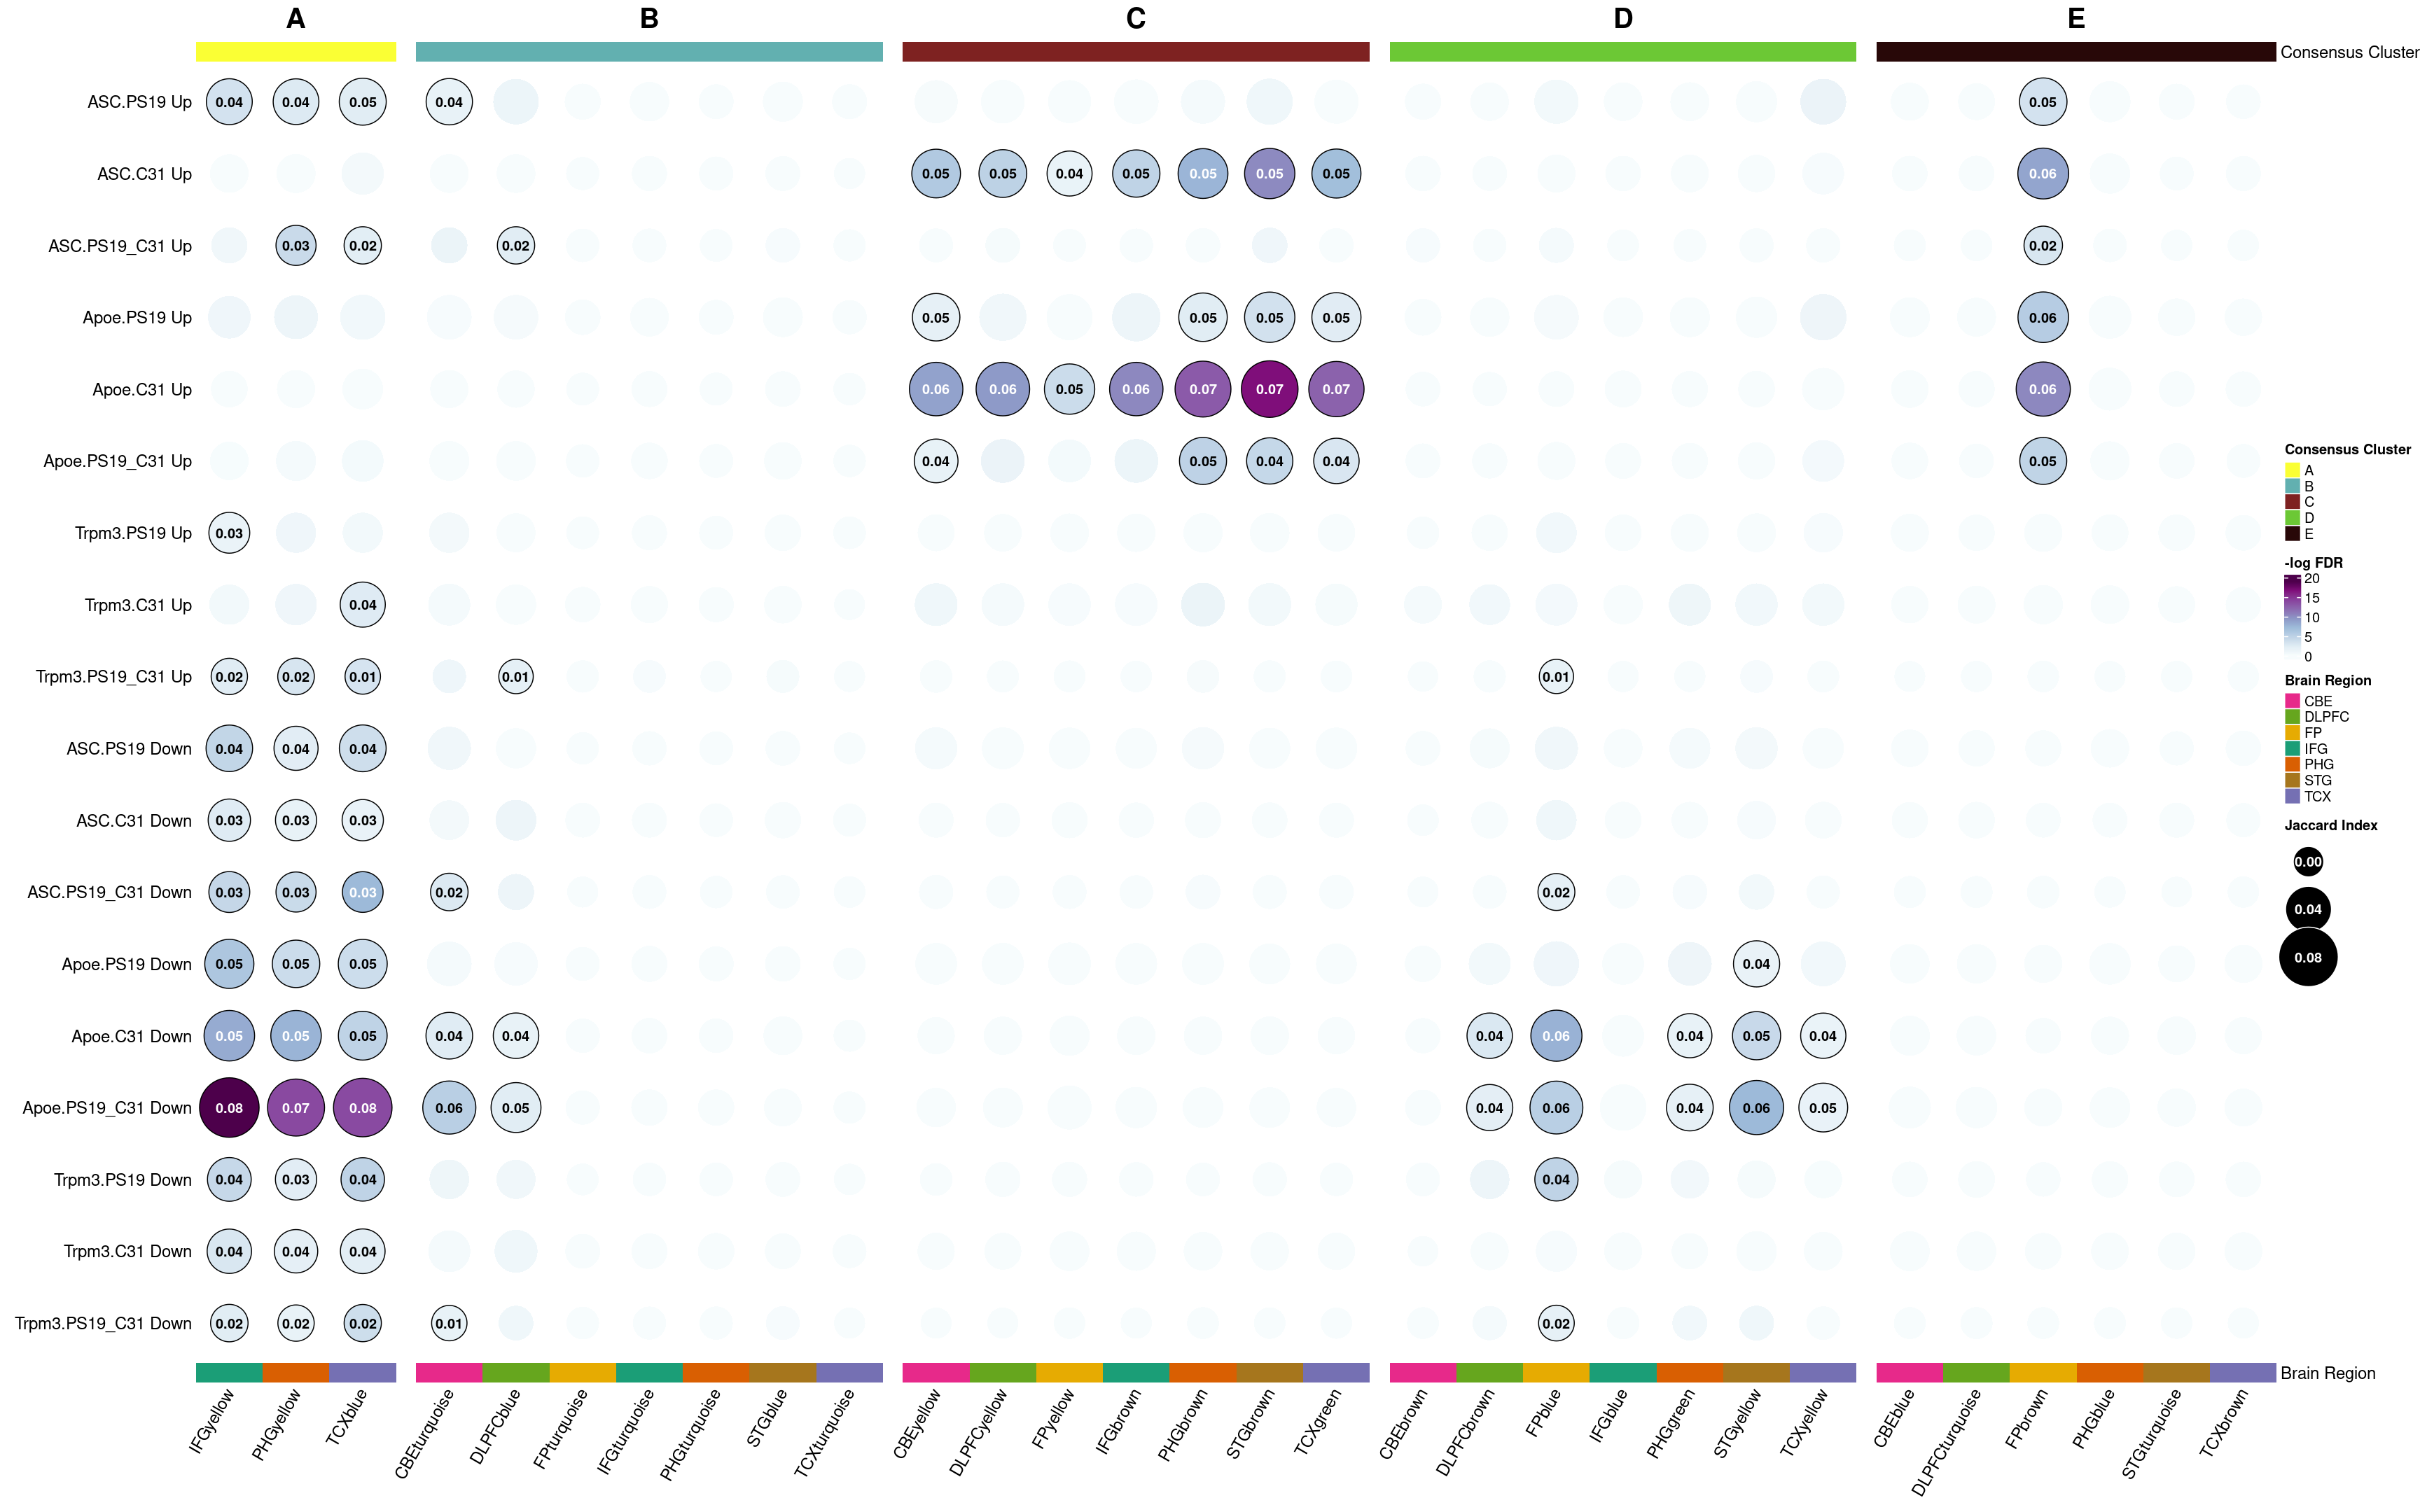 A B C D E
Consensus Cluster
ASC.PS19 Up 0.04 0.04 0.05 0.04 0.05
ASC.C31 Up 0.05 0.05 0.04 0.05 0.05 0.05 0.05 0.06
ASC.PS19_C31 Up 0.03 0.02 0.02 0.02
Apoe.PS19 Up 0.05 0.05 0.05 0.05 0.06
Apoe.C31 Up 0.06 0.06 0.05 0.06 0.07 0.07 0.07 0.06
Apoe.PS19_C31 Up 0.04 0.05 0.04 0.04 0.05
Trpm3.PS19 Up 0.03
Trpm3.C31 Up 0.04
Trpm3.PS19_C31 Up 0.02 0.02 0.01 0.01 0.01
ASC.PS19 Down 0.04 0.04 0.04
ASC.C31 Down 0.03 0.03 0.03
ASC.PS19_C31 Down 0.03 0.03 0.03 0.02 0.02
Apoe.PS19 Down 0.05 0.05 0.05 0.04
Apoe.C31 Down 0.05 0.05 0.05 0.04 0.04 0.04 0.06 0.04 0.05 0.04
Apoe.PS19_C31 Down 0.08 0.07 0.08 0.06 0.05 0.04 0.06 0.04 0.06 0.05
Trpm3.PS19 Down 0.04 0.03 0.04 0.04
Trpm3.C31 Down 0.04 0.04 0.04
Trpm3.PS19_C31 Down 0.02 0.02 0.02 0.01 0.02
Brain Region
IFGyellow
PHGyellow
TCXblue
CBEturquoise
DLPFCblue
FPturquoise
IFGturquoise
PHGturquoise
STGblue
TCXturquoise
CBEyellow
DLPFCyellow
FPyellow
IFGbrown
PHGbrown
STGbrown
TCXgreen
CBEbrown
DLPFCbrown
FPblue
IFGblue
PHGgreen
STGyellow
TCXyellow
CBEblue
DLPFCturquoise
FPbrown
PHGblue
STGturquoise
TCXbrown
Consensus Cluster
A
B
C
D
E
-log FDR
20
15
10
5
0
Brain Region
CBE
DLPFC
FP
IFG
PHG
STG
TCX
Jaccard Index
0.00
0.04
0.08